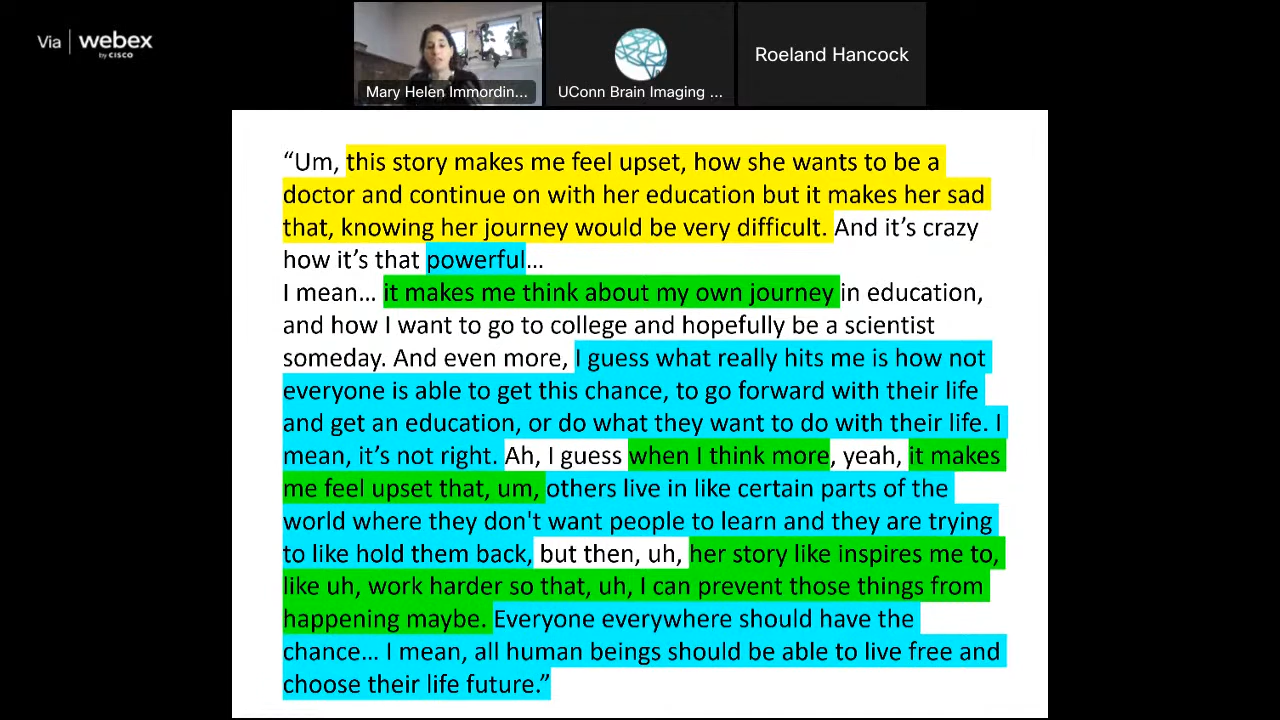 Via webex
by CISCO
Mary Helen Immordin...
UConn Brain Imaging ...
Roeland Hancock
“Um, this story makes me feel upset, how she wants to be a
doctor and continue on with her education but it makes her sad
that, knowing her journey would be very difficult. And it’s crazy
how it’s that powerful…
I mean… it makes me think about my own journey in education,
and how I want to go to college and hopefully be a scientist
someday. And even more, I guess what really hits me is how not
everyone is able to get this chance, to go forward with their life
and get an education, or do what they want to do with their life. I
mean, it’s not right. Ah, I guess when I think more, yeah, it makes
me feel upset that, um, others live in like certain parts of the
world where they don't want people to learn and they are trying
to like hold them back, but then, uh, her story like inspires me to,
like uh, work harder so that, uh, I can prevent those things from
happening maybe. Everyone everywhere should have the
chance… I mean, all human beings should be able to live free and
choose their life future.”